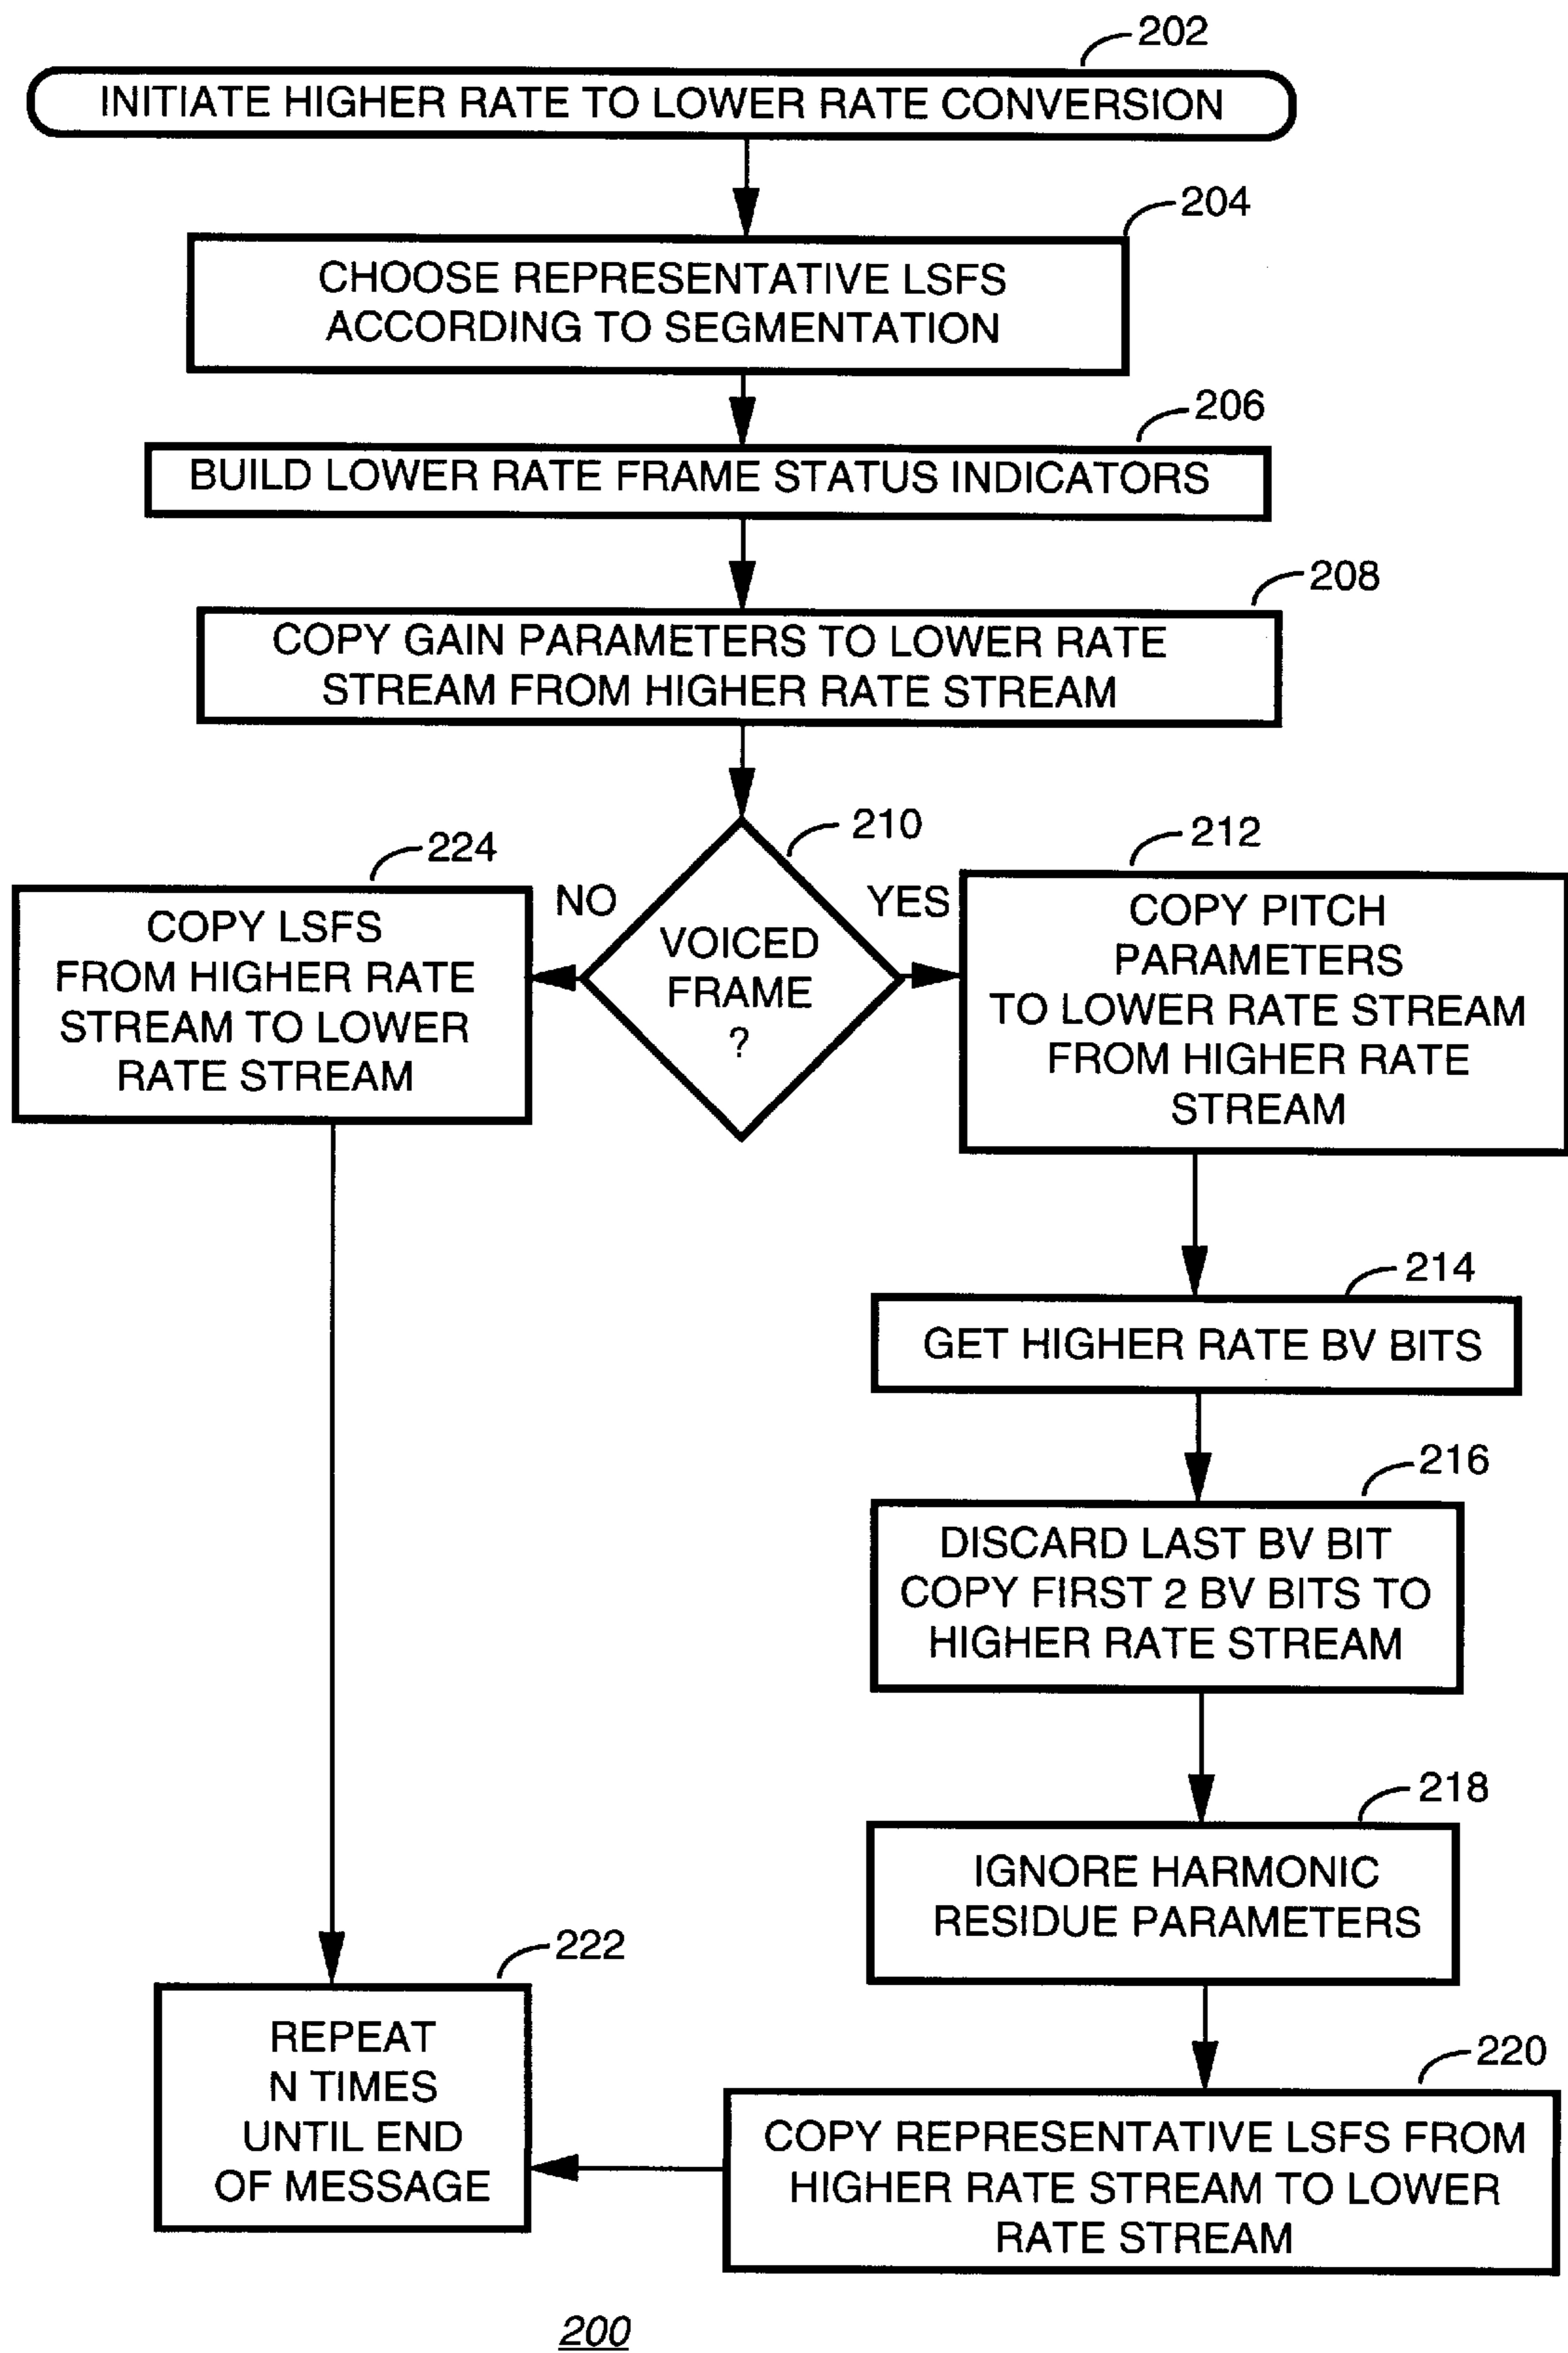 202
INITIATE HIGHER RATE TO LOWER RATE CONVERSION
204
CHOOSE REPRESENTATIVE LSFS
ACCORDING TO SEGMENTATION
206
BUILD LOWER RATE FRAME STATUS INDICATORS
208
COPY GAIN PARAMETERS TO LOWER RATE
STREAM FROM HIGHER RATE STREAM
210
VOICED
FRAME
?
NO
YES
224
COPY LSFS
FROM HIGHER RATE
STREAM TO LOWER
RATE STREAM
212
COPY PITCH
PARAMETERS
TO LOWER RATE STREAM
FROM HIGHER RATE
STREAM
214
GET HIGHER RATE BV BITS
216
DISCARD LAST BV BIT
COPY FIRST 2 BV BITS TO
HIGHER RATE STREAM
218
IGNORE HARMONIC
RESIDUE PARAMETERS
220
COPY REPRESENTATIVE LSFS FROM
HIGHER RATE STREAM TO LOWER
RATE STREAM
222
REPEAT
N TIMES
UNTIL END
OF MESSAGE
200